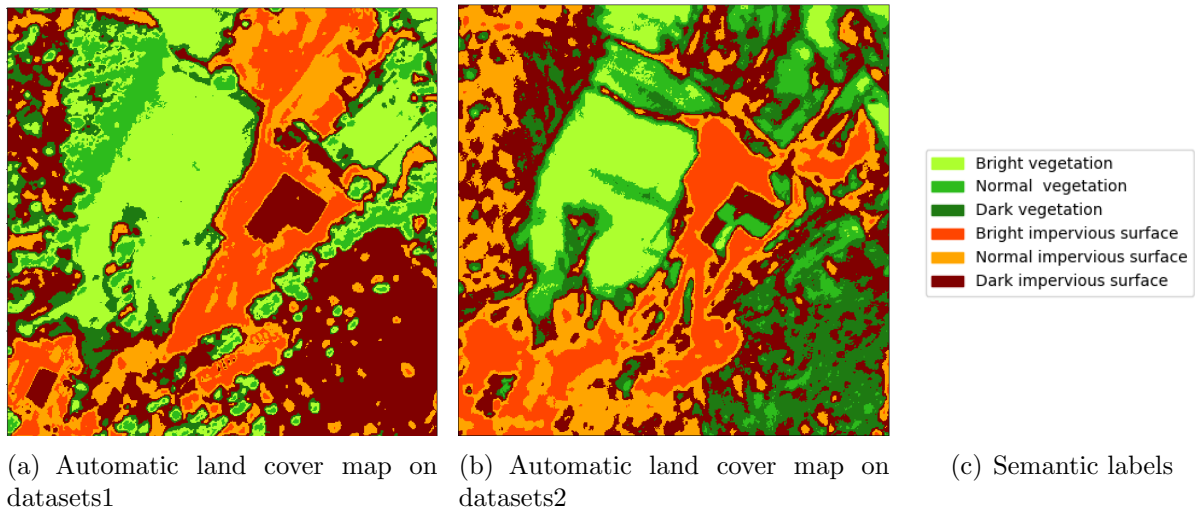 Bright vegetation
Normal  vegetation
Dark vegetation
Bright impervious surface
Normal impervious surface
Dark impervious surface
(a) Automatic land cover map on
datasets1
(b) Automatic land cover map on
datasets2
(c) Semantic labels